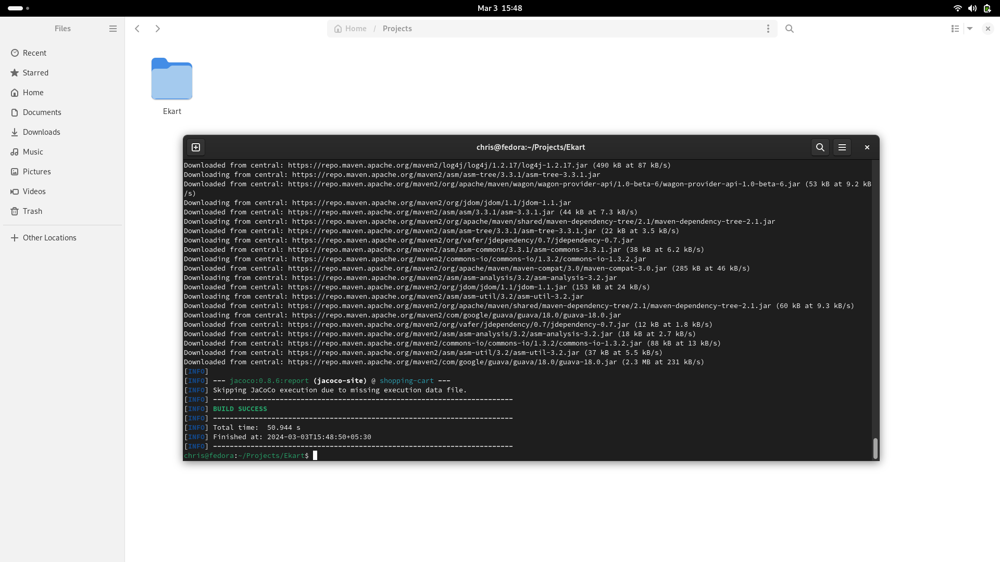 Mar 3 15:48
Files
Home / Projects
Recent
Starred
Home
Documents
Downloads
Music
Pictures
Videos
Trash
Other Locations
Ekart
chris@fedora:~/Projects/Ekart
Downloaded from central: https://repo.maven.apache.org/maven2/log4j/log4j/1.2.17/log4j-1.2.17.jar (490 kB at 87 kB/s)
Downloading from central: https://repo.maven.apache.org/maven2/asm/asm-tree/3.3.1/asm-tree-3.3.1.jar
Downloaded from central: https://repo.maven.apache.org/maven2/org/apache/maven/wagon/wagon-provider-api/1.0-beta-6/wagon-provider-api-1.0-beta-6.jar (53 kB at 9.2 kB
/s)
Downloading from central: https://repo.maven.apache.org/maven2/org/jdom/jdom/1.1/jdom-1.1.jar
Downloaded from central: https://repo.maven.apache.org/maven2/asm/asm/3.3.1/asm-3.3.1.jar (44 kB at 7.3 kB/s)
Downloading from central: https://repo.maven.apache.org/maven2/org/apache/maven/shared/maven-dependency-tree/2.1/maven-dependency-tree-2.1.jar
Downloaded from central: https://repo.maven.apache.org/maven2/asm/asm-tree/3.3.1/asm-tree-3.3.1.jar (22 kB at 3.5 kB/s)
Downloading from central: https://repo.maven.apache.org/maven2/org/vafer/jdependency/0.7/jdependency-0.7.jar
Downloaded from central: https://repo.maven.apache.org/maven2/asm/asm-commons/3.3.1/asm-commons-3.3.1.jar (38 kB at 6.2 kB/s)
Downloading from central: https://repo.maven.apache.org/maven2/commons-io/commons-io/1.3.2/commons-io-1.3.2.jar
Downloaded from central: https://repo.maven.apache.org/maven2/org/apache/maven/maven-compat/3.0/maven-compat-3.0.jar (285 kB at 46 kB/s)
Downloading from central: https://repo.maven.apache.org/maven2/asm/asm-analysis/3.2/asm-analysis-3.2.jar
Downloaded from central: https://repo.maven.apache.org/maven2/org/jdom/jdom/1.1/jdom-1.1.jar (153 kB at 24 kB/s)
Downloading from central: https://repo.maven.apache.org/maven2/asm/asm-util/3.2/asm-util-3.2.jar
Downloaded from central: https://repo.maven.apache.org/maven2/org/apache/maven/shared/maven-dependency-tree/2.1/maven-dependency-tree-2.1.jar (60 kB at 9.3 kB/s)
Downloading from central: https://repo.maven.apache.org/maven2/com/google/guava/guava/18.0/guava-18.0.jar
Downloaded from central: https://repo.maven.apache.org/maven2/org/vafer/jdependency/0.7/jdependency-0.7.jar (12 kB at 1.8 kB/s)
Downloaded from central: https://repo.maven.apache.org/maven2/asm/asm-analysis/3.2/asm-analysis-3.2.jar (18 kB at 2.7 kB/s)
Downloaded from central: https://repo.maven.apache.org/maven2/commons-io/commons-io/1.3.2/commons-io-1.3.2.jar (88 kB at 13 kB/s)
Downloaded from central: https://repo.maven.apache.org/maven2/asm/asm-util/3.2/asm-util-3.2.jar (37 kB at 5.5 kB/s)
Downloaded from central: https://repo.maven.apache.org/maven2/com/google/guava/guava/18.0/guava-18.0.jar (2.3 MB at 231 kB/s)
[INFO]
[INFO] --- jacoco:0.8.6:report (jacoco-site) @ shopping-cart ---
[INFO] Skipping JaCoCo execution due to missing execution data file.
[INFO] ------------------------------------------------------------------------
[INFO] BUILD SUCCESS
[INFO] ------------------------------------------------------------------------
[INFO] Total time:  50.944 s
[INFO] Finished at: 2024-03-03T15:48:50+05:30
[INFO] ------------------------------------------------------------------------
chris@fedora:~/Projects/Ekart$